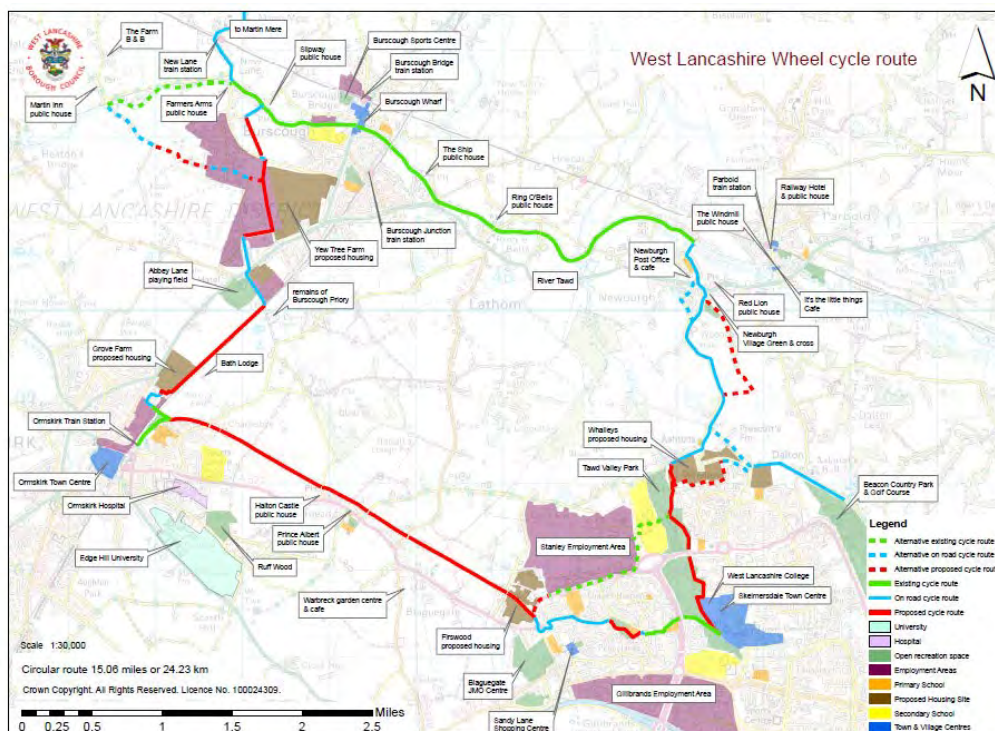 West Lancashire Wheel cycle route
N
WEST LANCASHIRE
BOROUGH COUNCIL
The Farm
B & B
to Martin Mere
New Lane
train station
Slipway
public house
Burscough Sports Centre
Burscough Bridge
train station
Martin Inn
public house
Farmers Arms
public house
Burscough Wharf
The Ship
public house
Ring O'Bells
public house
Parbold
train station
Railway Hotel
& public house
The Windmill
public house
Yew Tree Farm
proposed housing
Burscough Junction
train station
River Tawd
Newburgh
Post Office
& cafe
Abbey Lane
playing field
remains of
Burscough Priory
Lathom
Red Lion
public house
It's the little things
Cafe
Newburgh
Village Green & cross
Grove Farm
proposed housing
Bath Lodge
Ormskirk Train Station
Whalleys
proposed housing
Tawd Valley Park
Ormskirk Town Centre
Ormskirk Hospital
Halton Castle
public house
Prince Albert
public house
Beacon Country Park
& Golf Course
Edge Hill University
Ruff Wood
Stanley Employment Area
West Lancashire College
Skelmersdale Town Centre
Warbreck garden centre
& cafe
Firswood
proposed housing
Blaguegate
JMO Centre
Sandy Lane
Shopping Centre
Gillibrands Employment Area
Legend
Alternative existing cycle route
Alternative on road cycle route
Alternative proposed cycle route
Existing cycle route
On road cycle route
Proposed cycle route
University
Hospital
Open recreation space
Employment Areas
Primary School
Proposed Housing Site
Secondary School
Town & Village Centres
Scale 1:30,000
Circular route 15.06 miles or 24.23 km
Crown Copyright. All Rights Reserved. Licence No. 100024309.
Miles
0 0.25 0.5 1 1.5 2 2.5